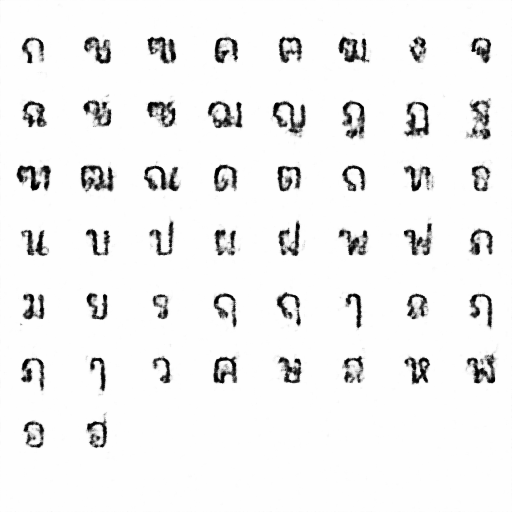 ก ข ฃ ค ฅ ฆ ง จ
ฉ ช ซ ฌ ญ ฎ ฏ ฐ
ฑ ฒ ณ ด ต ถ ท ธ
น บ ป ผ ฝ พ ฟ ภ
ม ย ร ฤ ฤ ๅ ล ฦ
ฦ ๅ ว ศ ษ ส ห ฬ
อ ฮ